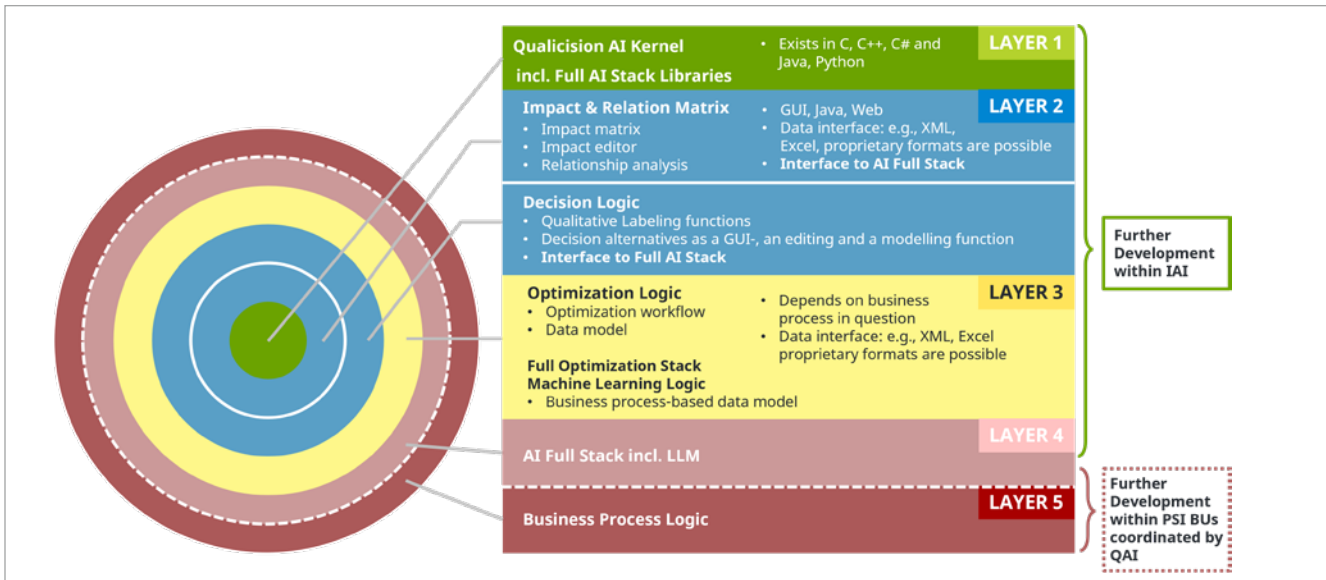 Qualicision AI Kernel
incl. Full AI Stack Libraries
• Exists in C, C++, C# and
Java, Python
LAYER 1
Impact & Relation Matrix
• Impact matrix
• Impact editor
• Relationship analysis
• GUI, Java, Web
• Data interface: e.g., XML,
Excel, proprietary formats are possible
• Interface to AI Full Stack
LAYER 2
Decision Logic
• Qualitative Labeling functions
• Decision alternatives as a GUI-, an editing and a modelling function
• Interface to Full AI Stack
Optimization Logic
• Optimization workflow
• Data model
Full Optimization Stack
Machine Learning Logic
• Business process-based data model
• Depends on business
process in question
• Data interface: e.g., XML, Excel
proprietary formats are possible
LAYER 3
AI Full Stack incl. LLM
LAYER 4
Business Process Logic
LAYER 5
Further
Development
within IAI
Further
Development
within PSI BUs
coordinated by
QAI